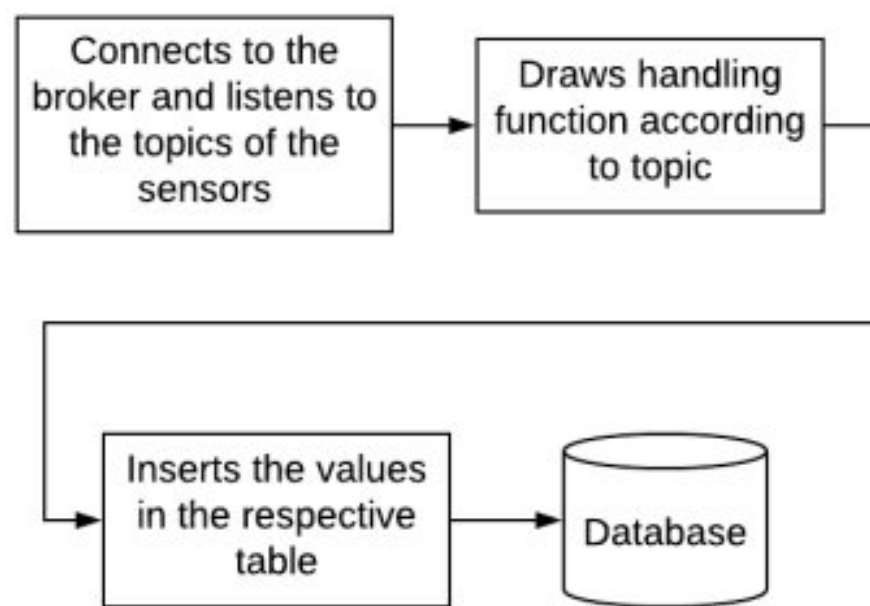 Connects to the
broker and listens to
the topics of the
sensors
Draws handling
function according
to topic
Inserts the values
in the respective
table
Database